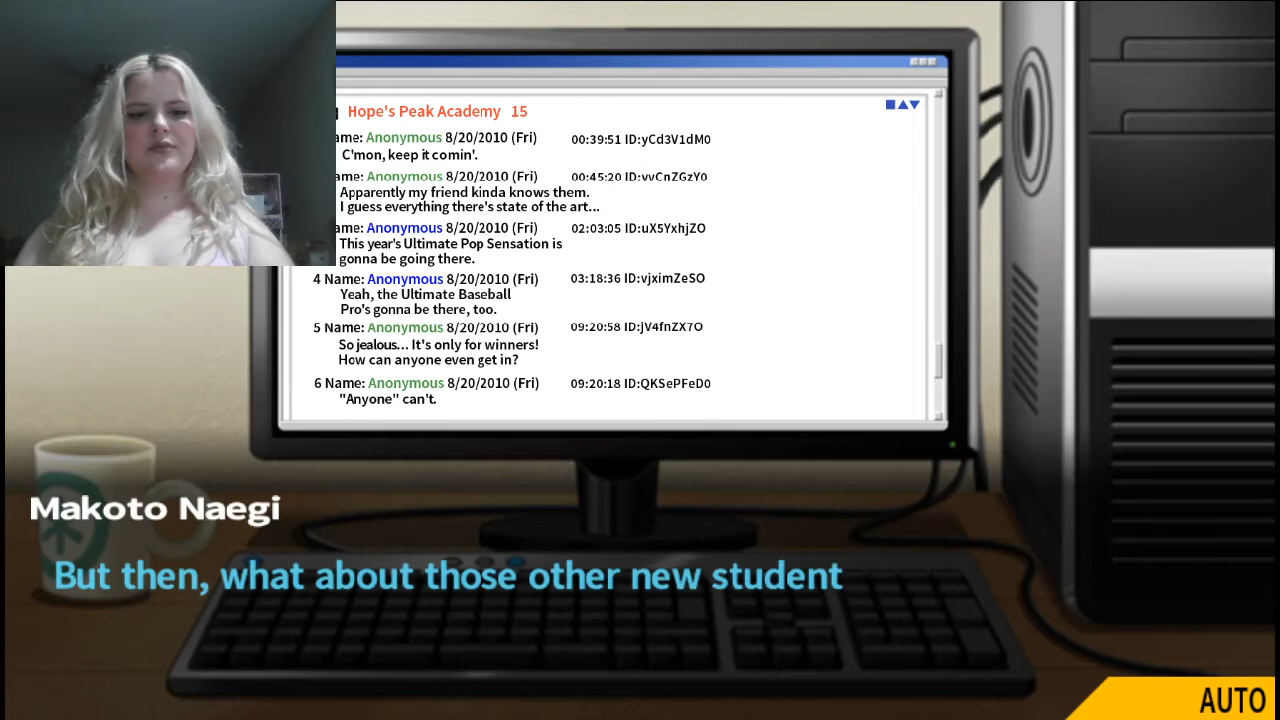 Hope's Peak Academy 15
ame: Anonymous 8/20/2010 (Fri) 00:39:51 ID:yCd3V1dM0
C'mon, keep it comin'.
ame: Anonymous 8/20/2010 (Fri) 00:45:20 ID:vvCnZGzY0
Apparently my friend kinda knows them.
I guess everything there's state of the art...
ame: Anonymous 8/20/2010 (Fri) 02:03:05 ID:uX5YxhjZO
This year's Ultimate Pop Sensation is
gonna be going there.
4 Name: Anonymous 8/20/2010 (Fri) 03:18:36 ID:vjximZeSO
Yeah, the Ultimate Baseball
Pro's gonna be there, too.
5 Name: Anonymous 8/20/2010 (Fri) 09:20:58 ID:jV4fnZX7O
So jealous... It's only for winners!
How can anyone even get in?
6 Name: Anonymous 8/20/2010 (Fri) 09:20:18 ID:QKSePFeD0
"Anyone" can't.
Makoto Naegi
But then, what about those other new student
AUTO